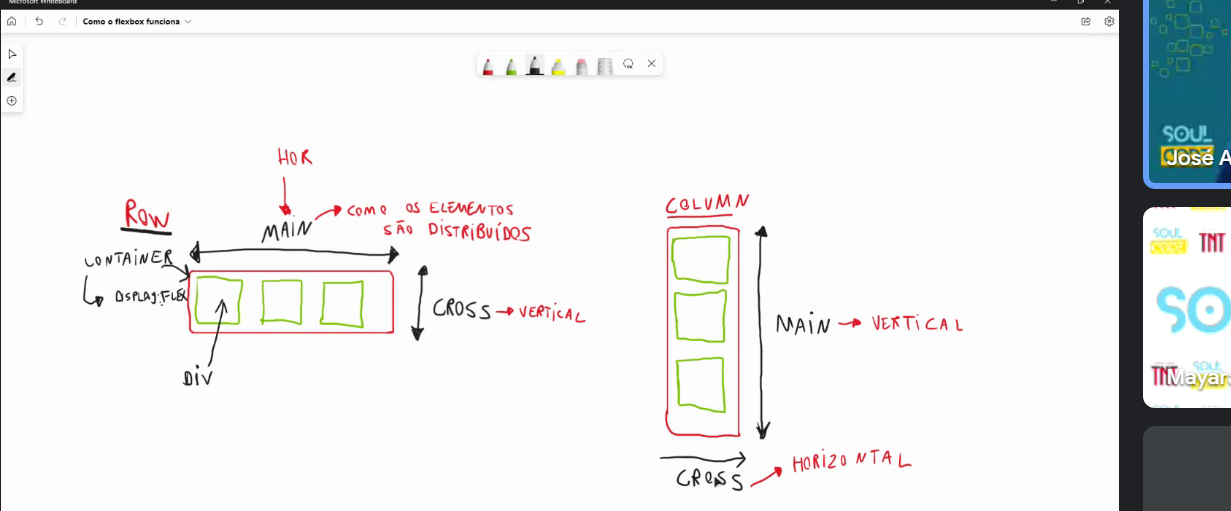 Microsoft Whiteboard
Como o flexbox funciona
HOR
ROW
MAIN
COMO OS ELEMENTOS
SÃO DISTRIBUÍDOS
CONTAINER
DISPLAY:FLEX
CROSS
VERTICAL
DIV
COLUMN
MAIN
VERTICAL
CROSS
HORIZONTAL
SOUL
CODE
José A
SOUL
CODE
TNT
SO
TNT
SOUL
Mayar